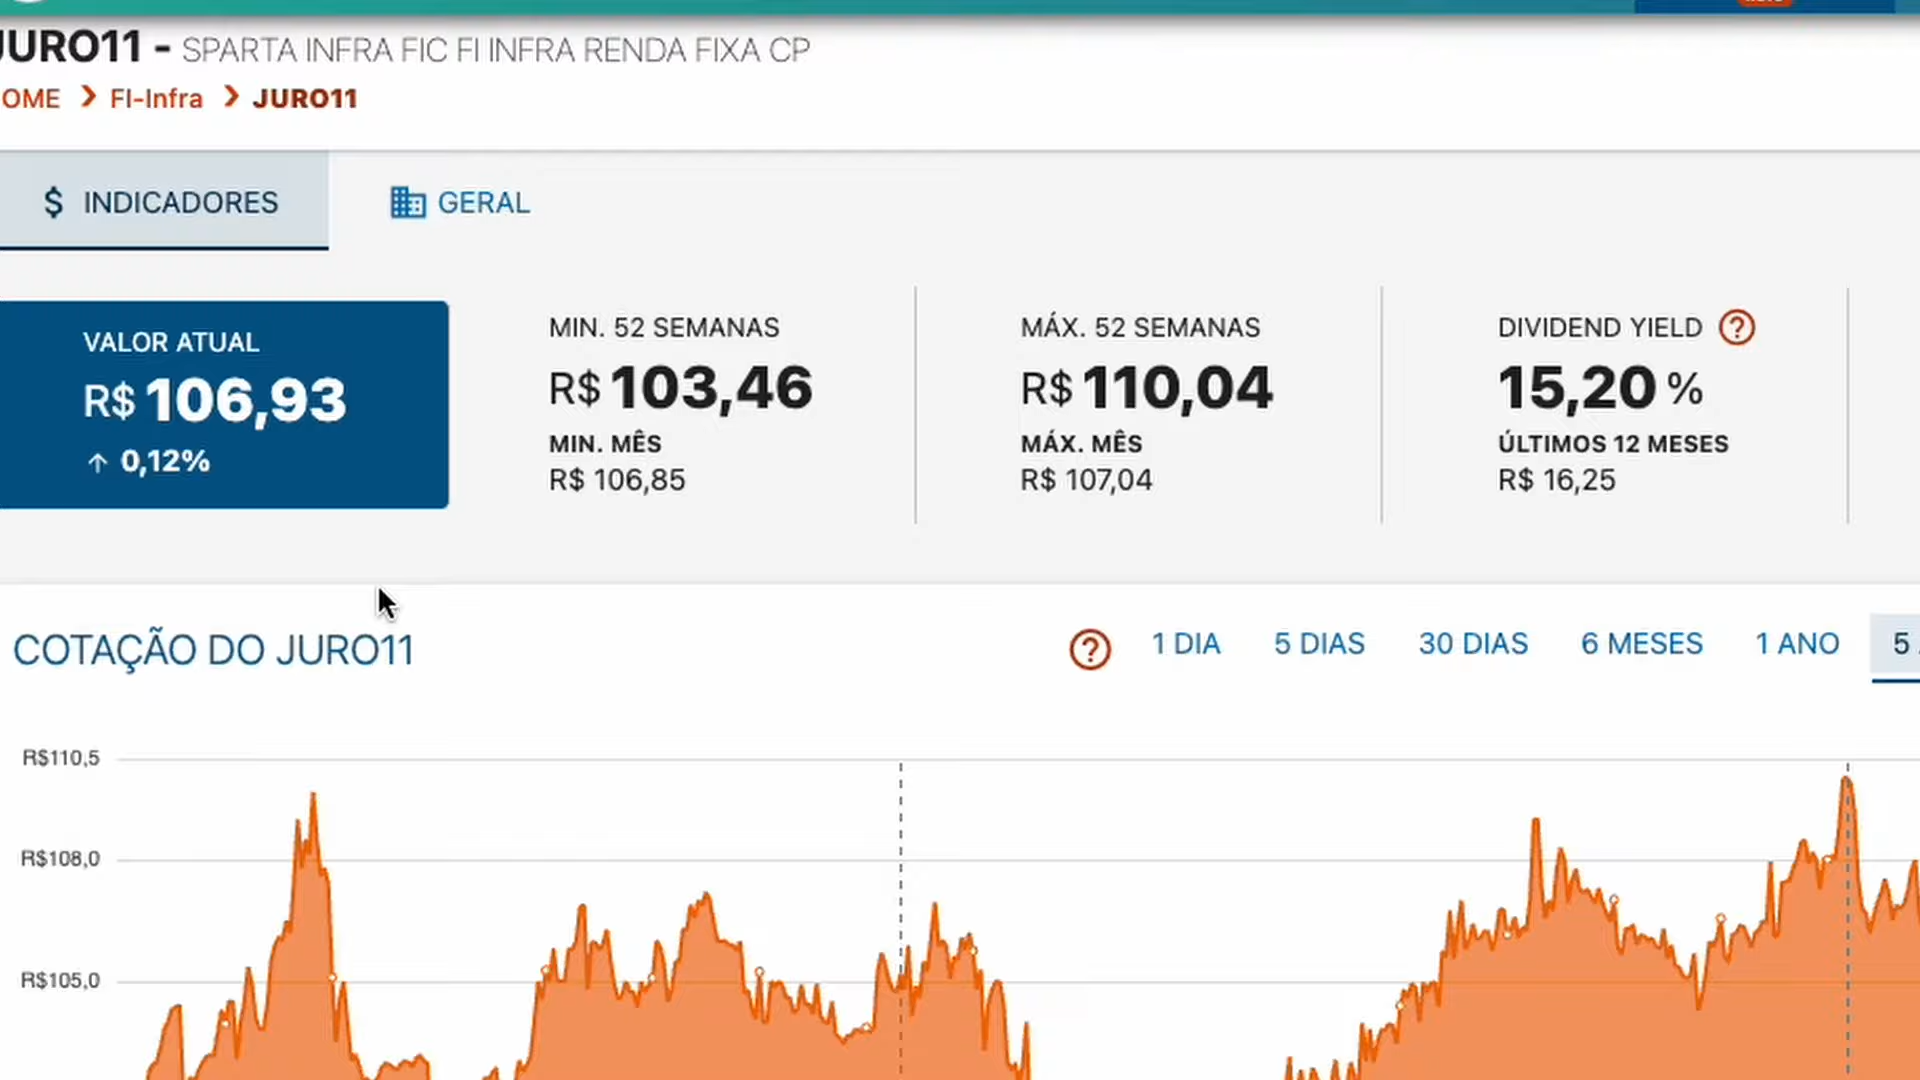 JURO11 - SPARTA INFRA FIC FI INFRA RENDA FIXA CP
OME > FI-Infra > JURO11
$ INDICADORES GERAL
VALOR ATUAL
R$ 106,93
↑ 0,12%
MIN. 52 SEMANAS
R$ 103,46
MIN. MÊS
R$ 106,85
MÁX. 52 SEMANAS
R$ 110,04
MÁX. MÊS
R$ 107,04
DIVIDEND YIELD ?
15,20 %
ÚLTIMOS 12 MESES
R$ 16,25
COTAÇÃO DO JURO11
? 1 DIA 5 DIAS 30 DIAS 6 MESES 1 ANO 5
R$110,5
R$108,0
R$105,0